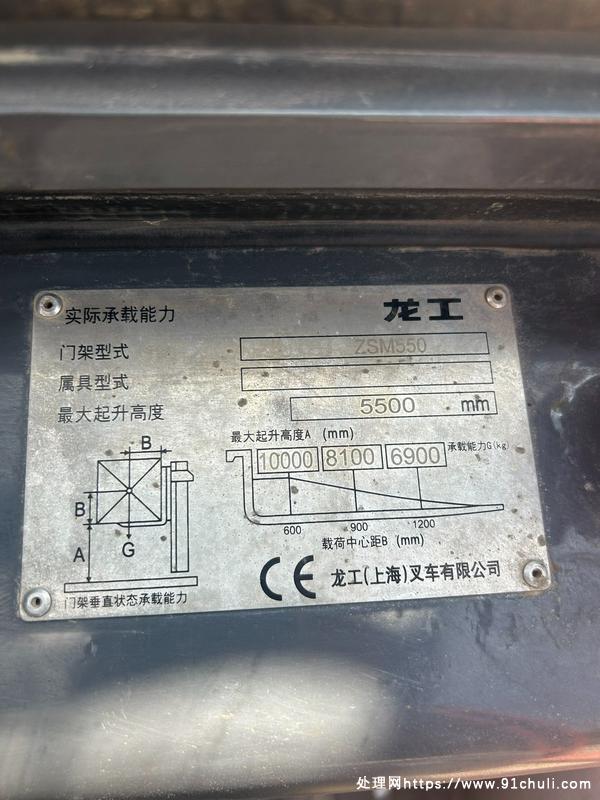 实际承载能力 龙工
门架型式 ZSM550
属具型式
最大起升高度 5500 mm
最大起升高度A (mm)
10000 8100 6900 承载能力G(kg)
600 900 1200
载荷中心距B (mm)
B
B
A
G
门架垂直状态承载能力
CE 龙工(上海)叉车有限公司
处理网https://www.91chuli.com